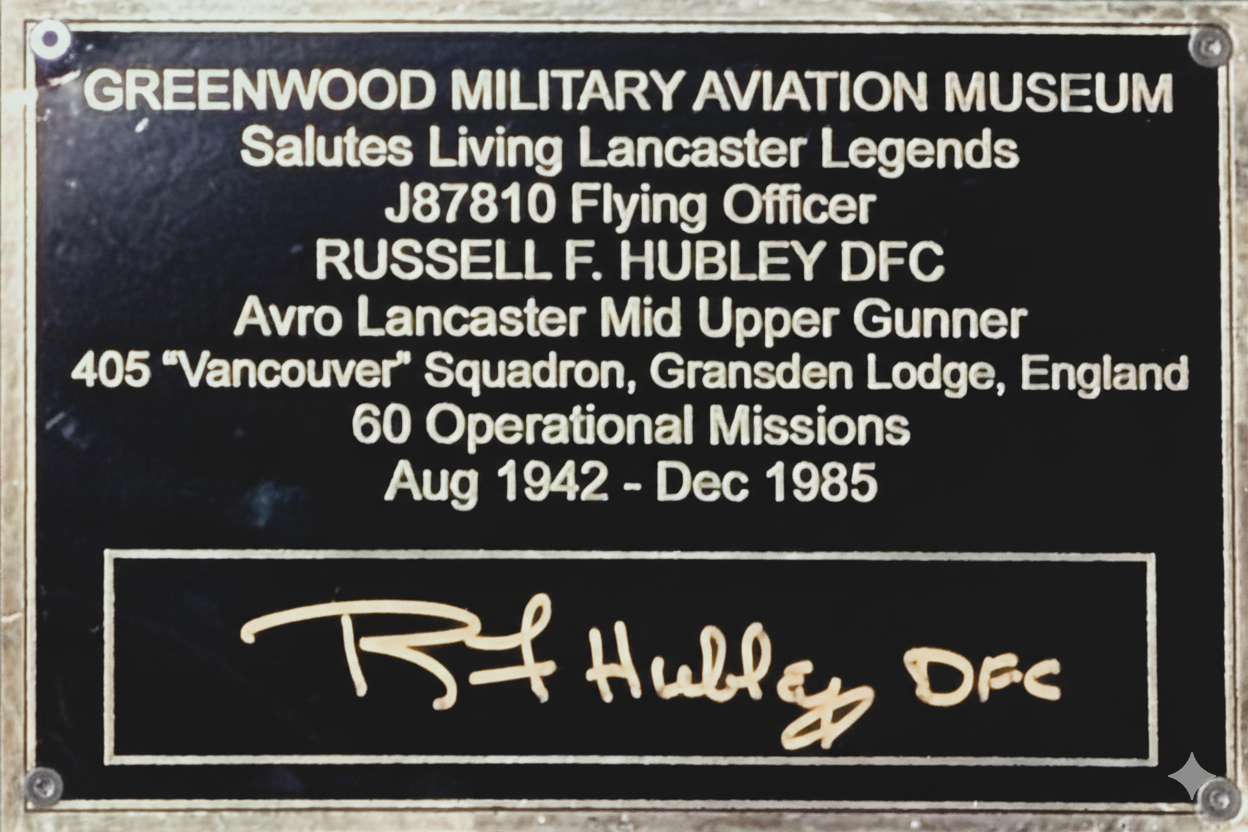 GREENWOOD MILITARY AVIATION MUSEUM
Salutes Living Lancaster Legends
J87810 Flying Officer
RUSSELL F. HUBLEY DFC
Avro Lancaster Mid Upper Gunner
405 “Vancouver” Squadron, Gransden Lodge, England
60 Operational Missions
Aug 1942 - Dec 1985
RF Hubley DFC